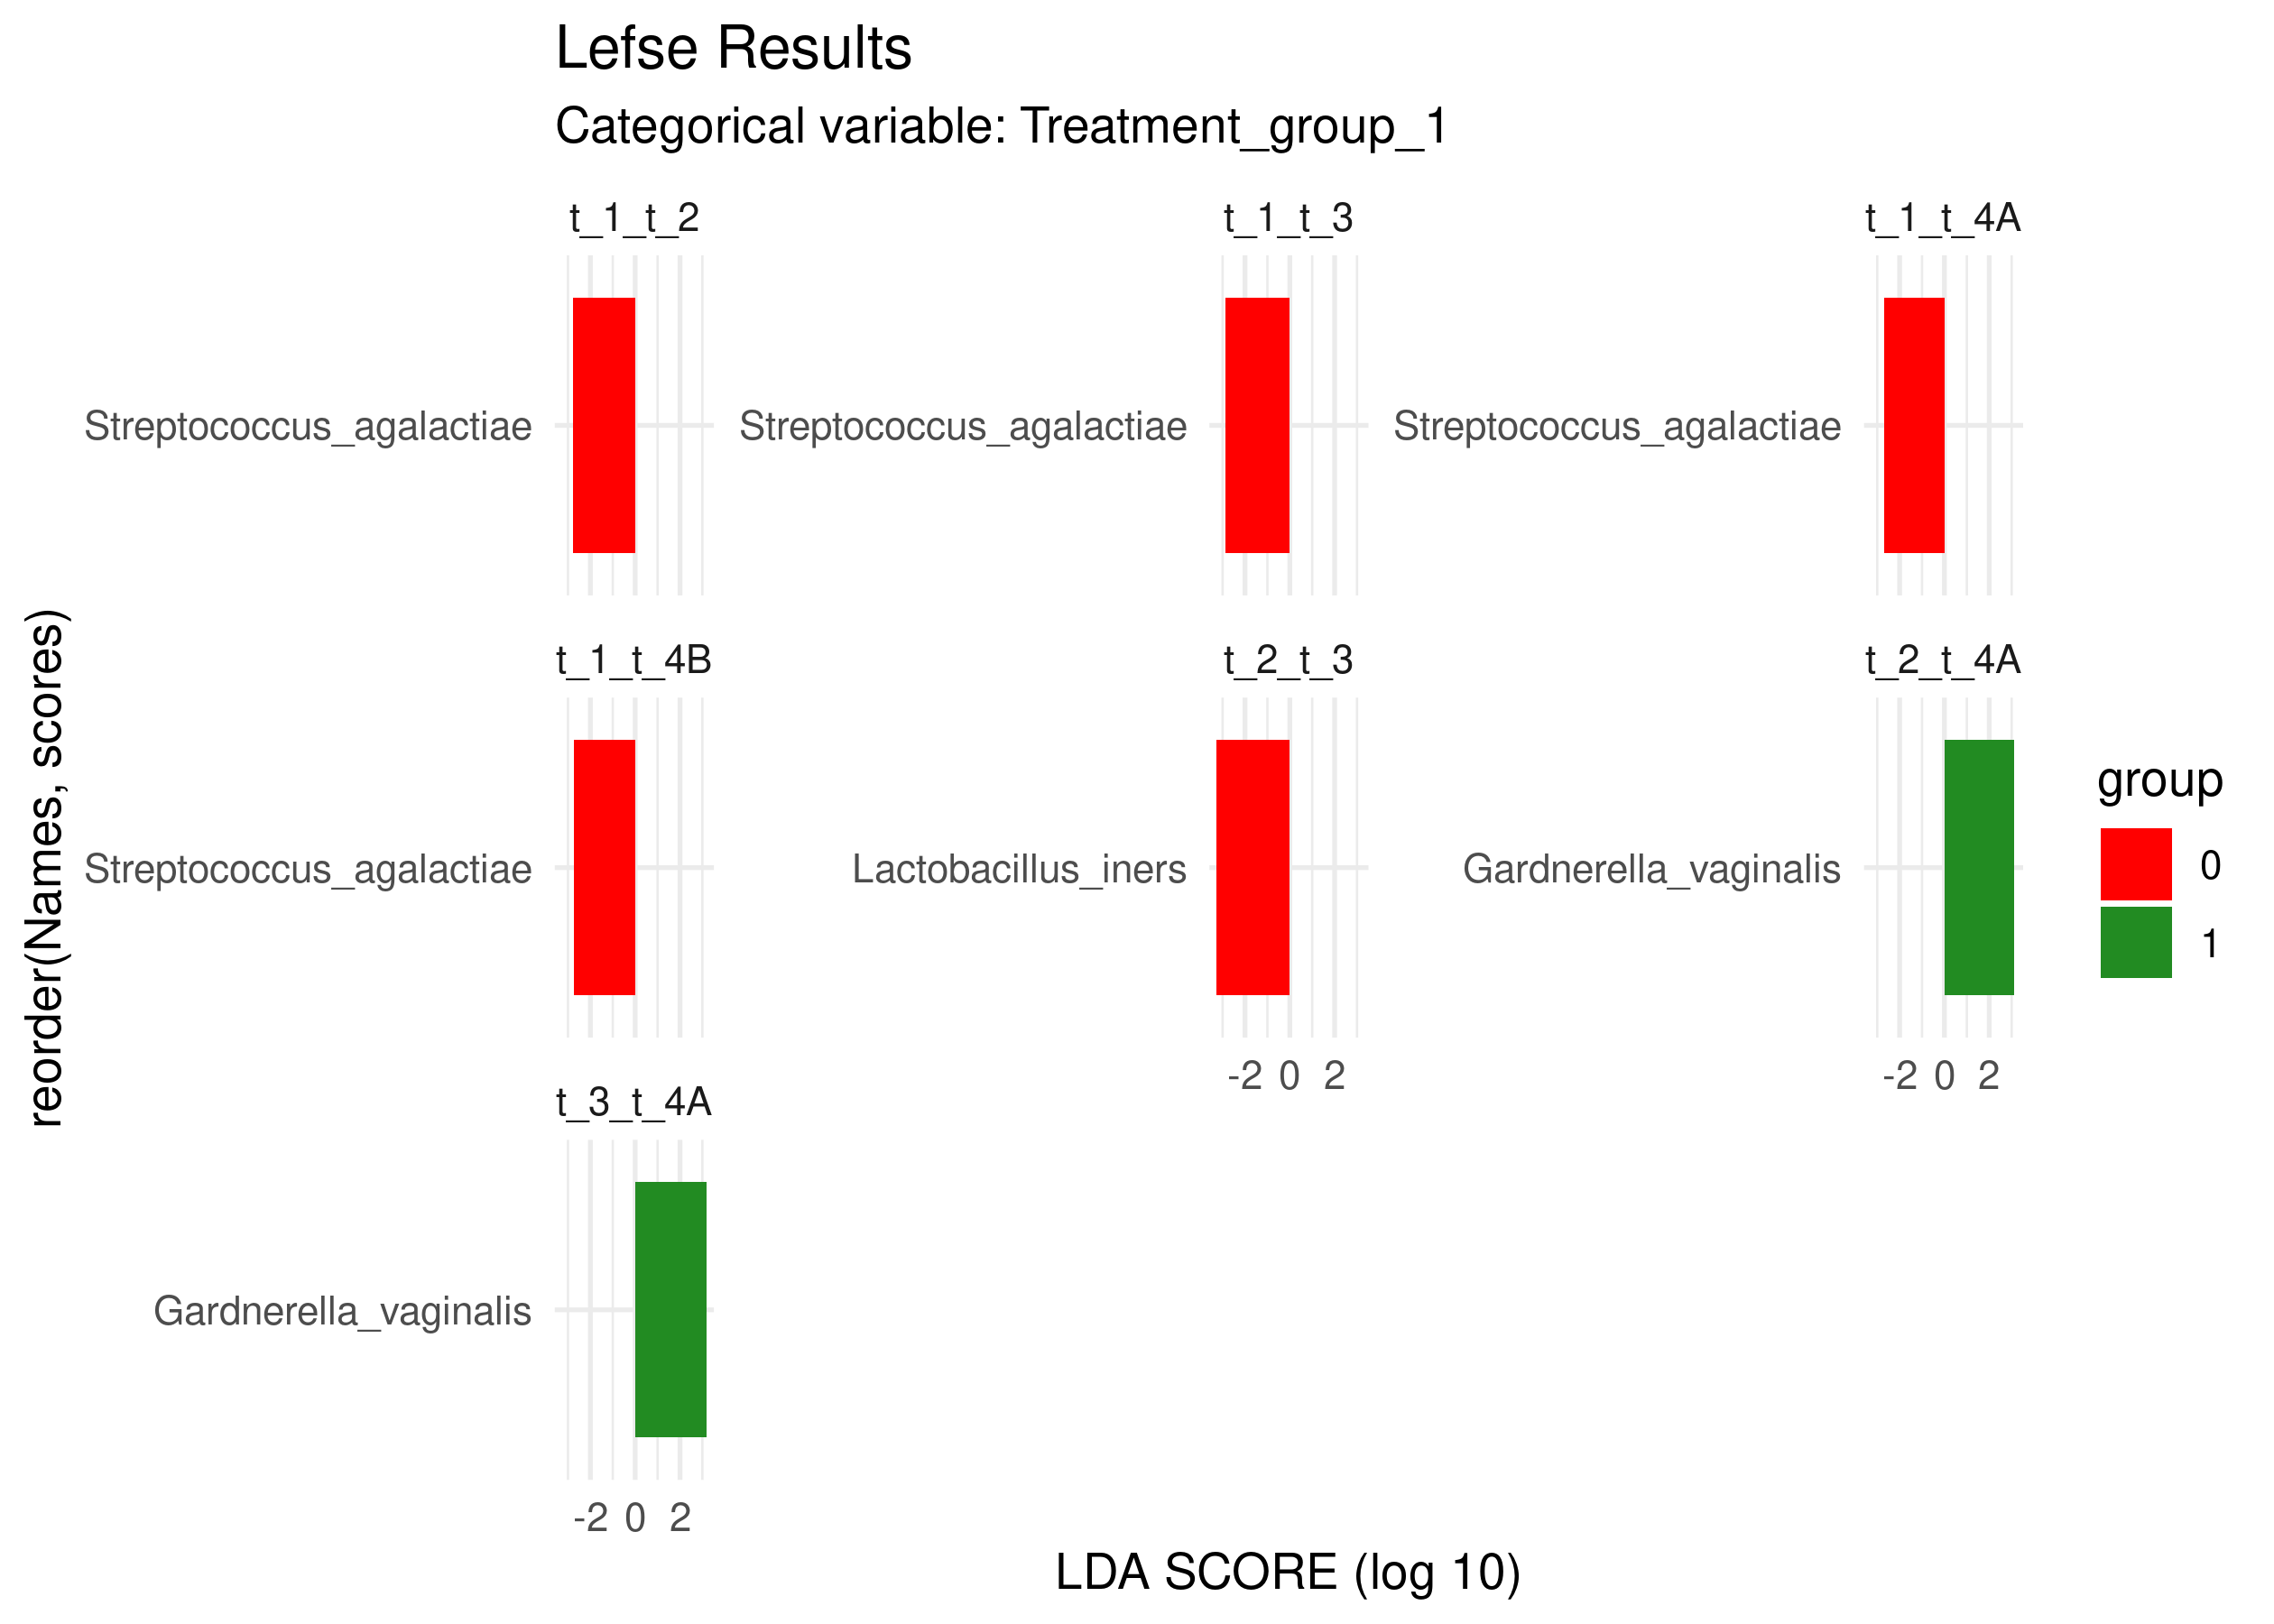 Lefse Results
Categorical variable: Treatment_group_1
t_1_t_2
t_1_t_3
t_1_t_4A
Streptococcus_agalactiae
Streptococcus_agalactiae
Streptococcus_agalactiae
t_1_t_4B
t_2_t_3
t_2_t_4A
Streptococcus_agalactiae
Lactobacillus_iners
Gardnerella_vaginalis
-2 0 2
-2 0 2
t_3_t_4A
Gardnerella_vaginalis
-2 0 2
LDA SCORE (log 10)
reorder(Names, scores)
group
0
1